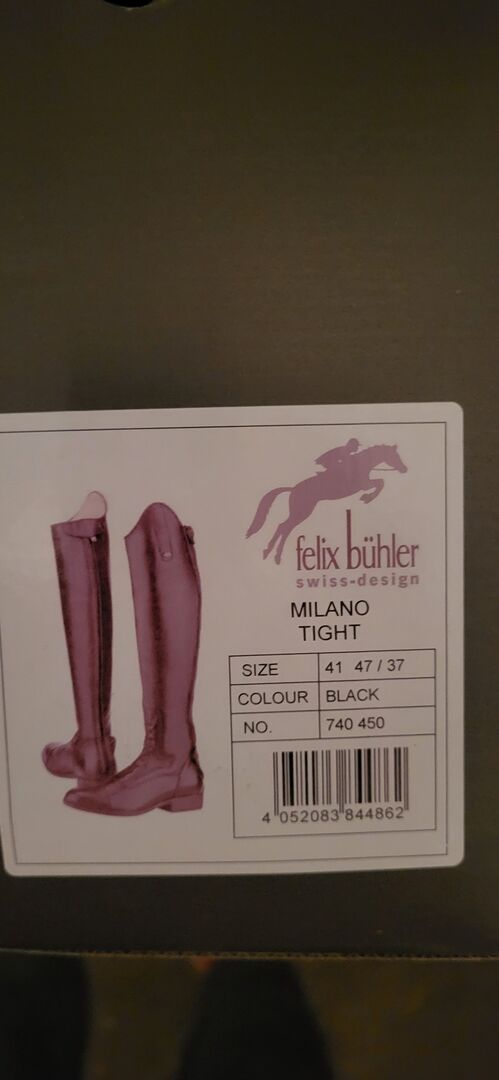 felix bühler
swiss-design
MILANO
TIGHT
SIZE 41 47 / 37
COLOUR BLACK
NO. 740 450
4 052083 844862